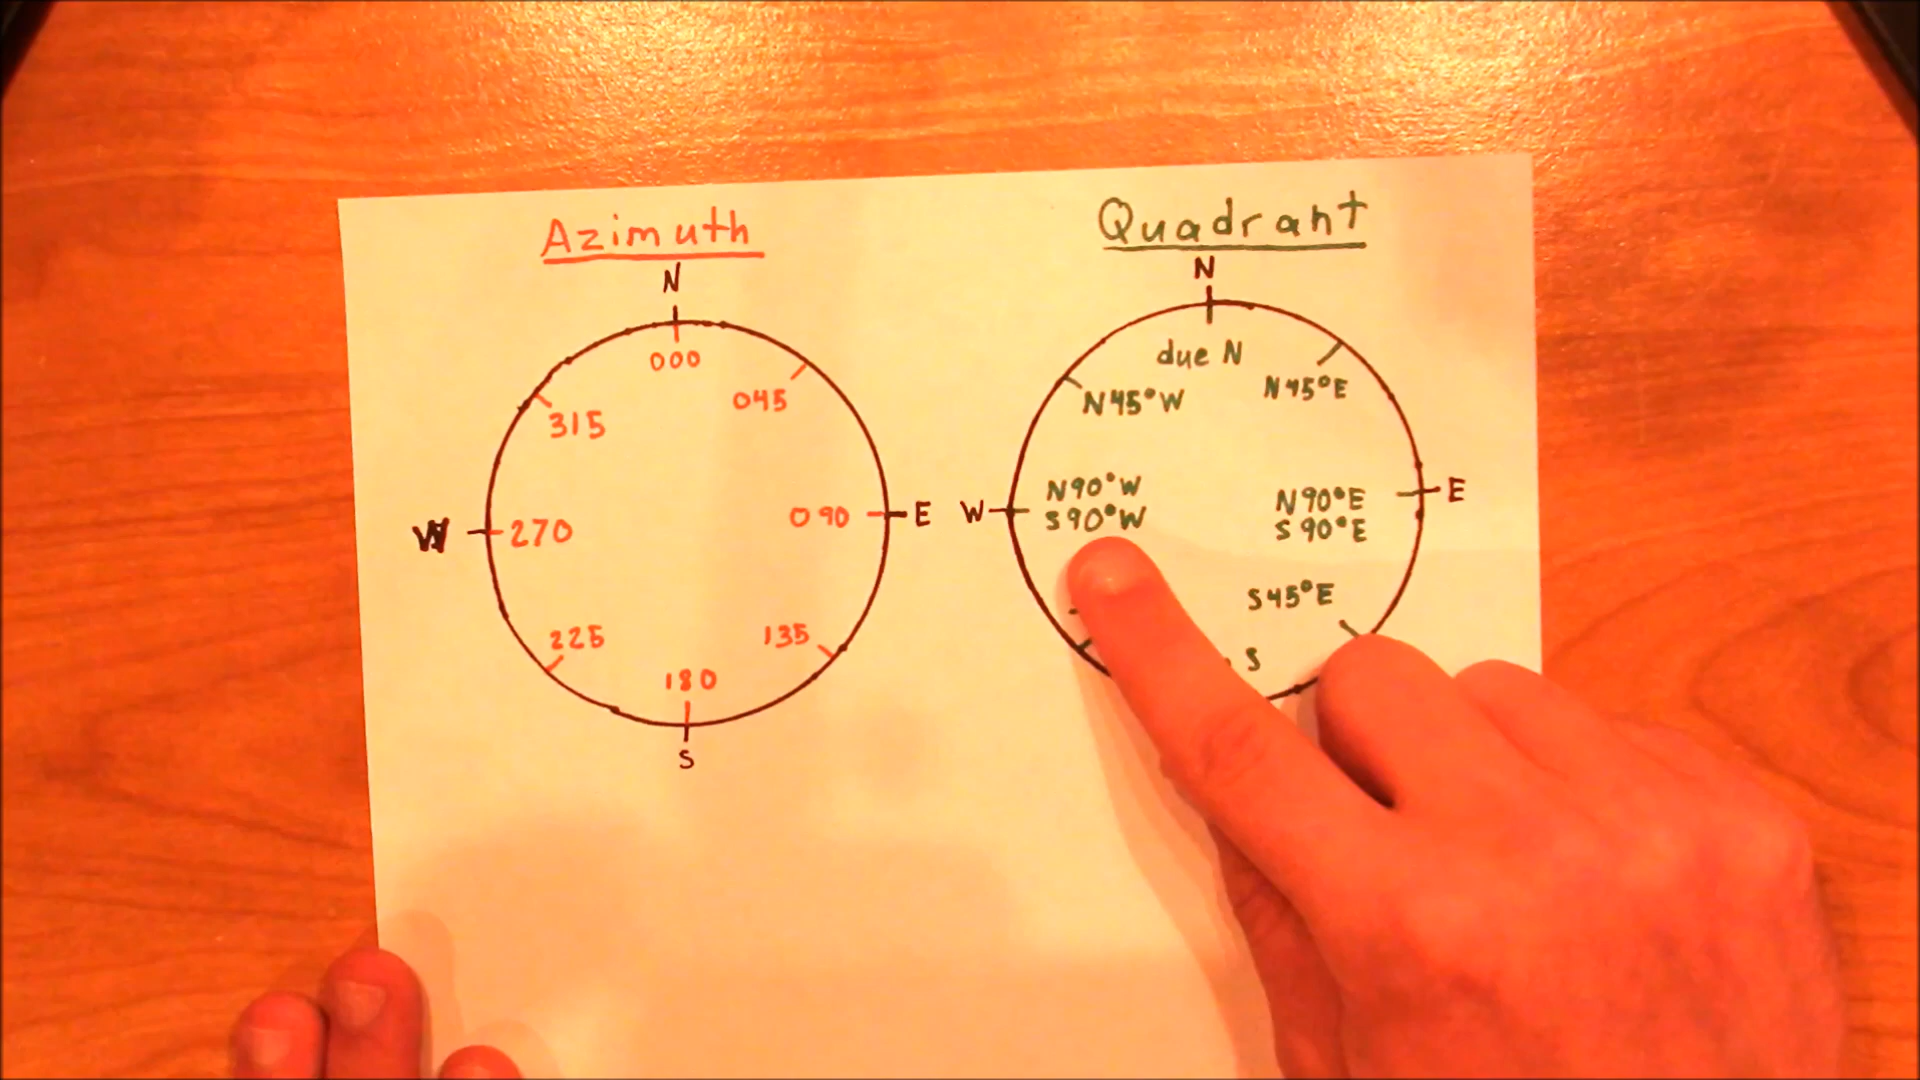 Azimuth
N
000
045
315
W
270
090
E
225
135
180
S
Quadrant
N
due N
N45°W
N45°E
W
N90°W
S90°W
N90°E
S90°E
E
S45°E
S